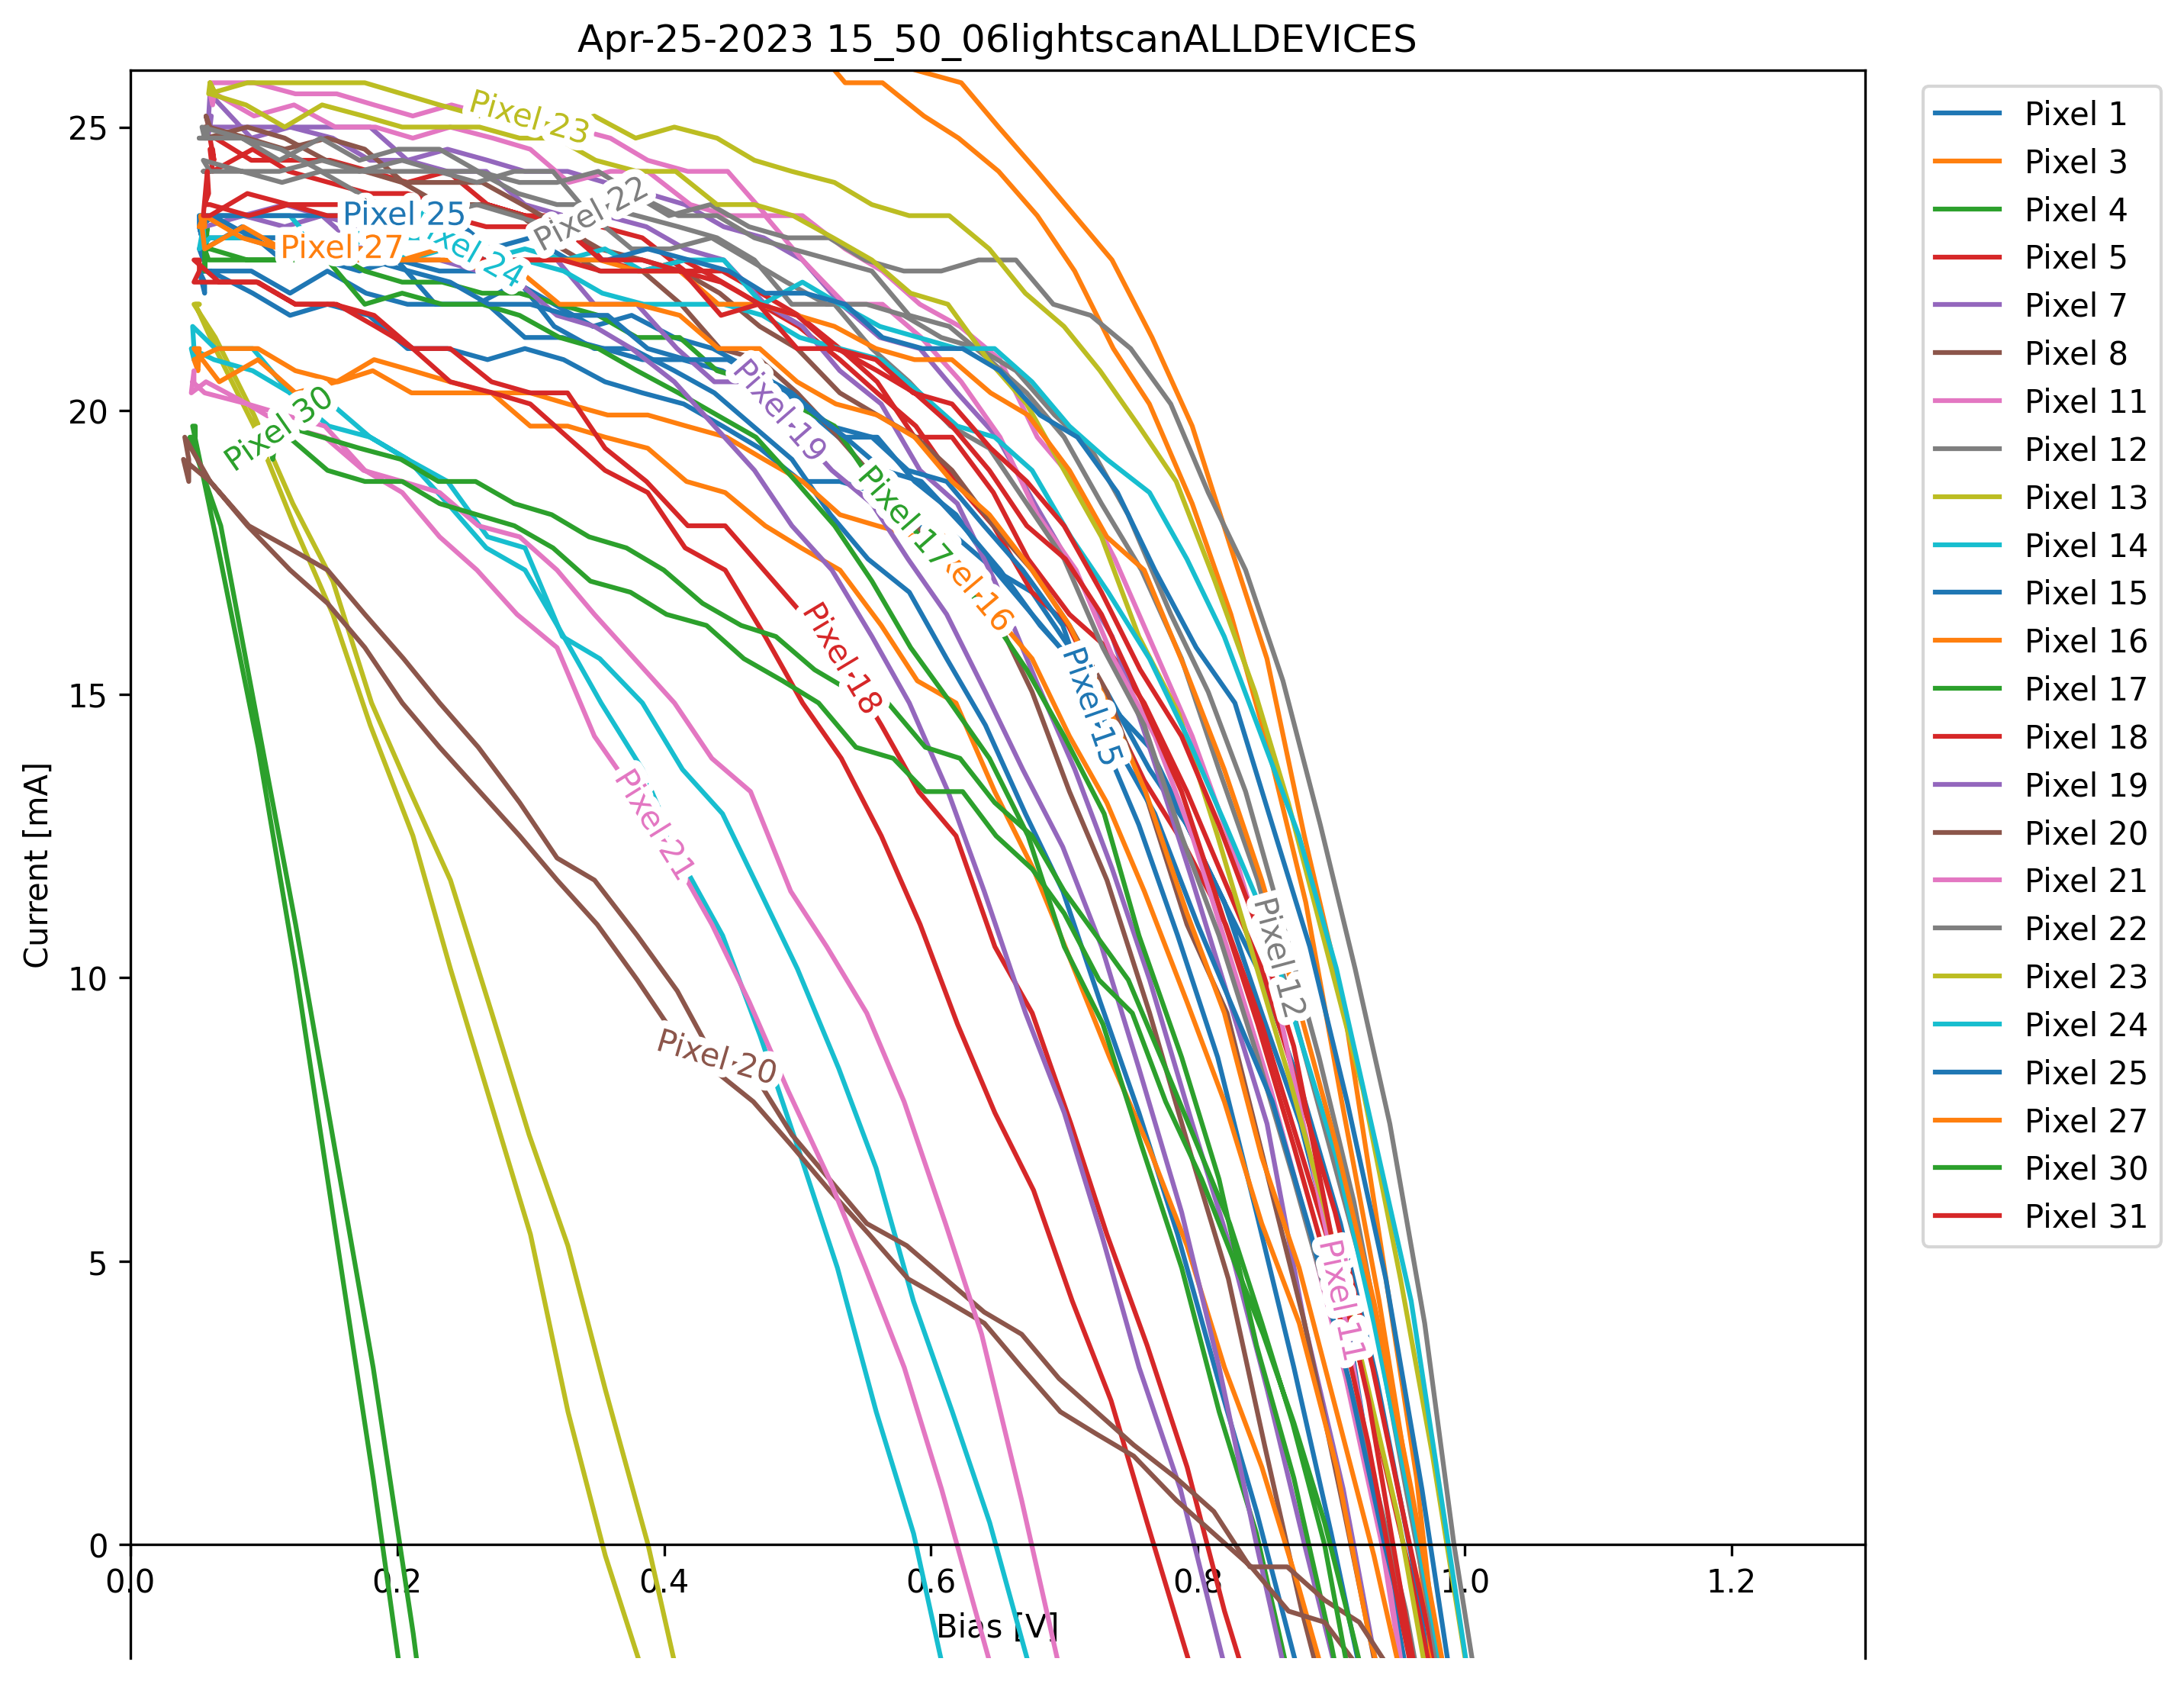 Apr-25-2023 15_50_06lightscanALLDEVICES
Current [mA]
25
20
15
10
5
0
0.0
0.2
0.4
0.6
0.8
1.0
1.2
Bias [V]
Pixel 23
Pixel 22
Pixel 25
Pixel 27
Pixel 24
Pixel 30
Pixel 19
Pixel 17
Pixel 16
Pixel 18
Pixel 15
Pixel 21
Pixel 12
Pixel 20
Pixel 11
Pixel 1
Pixel 3
Pixel 4
Pixel 5
Pixel 7
Pixel 8
Pixel 11
Pixel 12
Pixel 13
Pixel 14
Pixel 15
Pixel 16
Pixel 17
Pixel 18
Pixel 19
Pixel 20
Pixel 21
Pixel 22
Pixel 23
Pixel 24
Pixel 25
Pixel 27
Pixel 30
Pixel 31